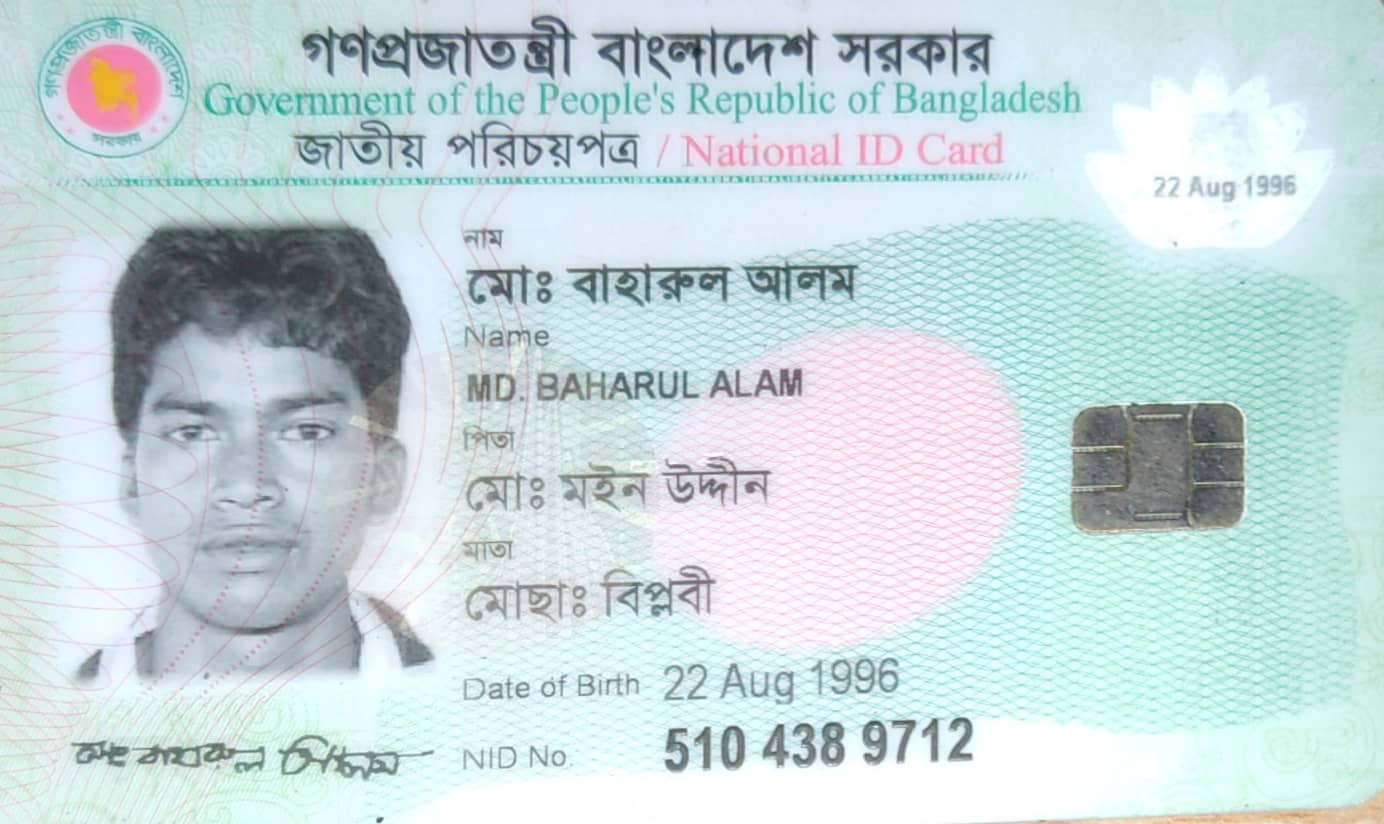 গণপ্রজাতন্ত্রী বাংলাদেশ সরকার
Government of the People's Republic of Bangladesh
জাতীয় পরিচয়পত্র / National ID Card
গণপ্রজাতন্ত্রী বাংলাদেশ
সরকার
22 Aug 1996
নাম
মোঃ বাহারুল আলম
Name
MD. BAHARUL ALAM
পিতা
মোঃ মইন উদ্দীন
মাতা
মোছাঃ বিপ্লবী
Date of Birth 22 Aug 1996
NID No. 510 438 9712